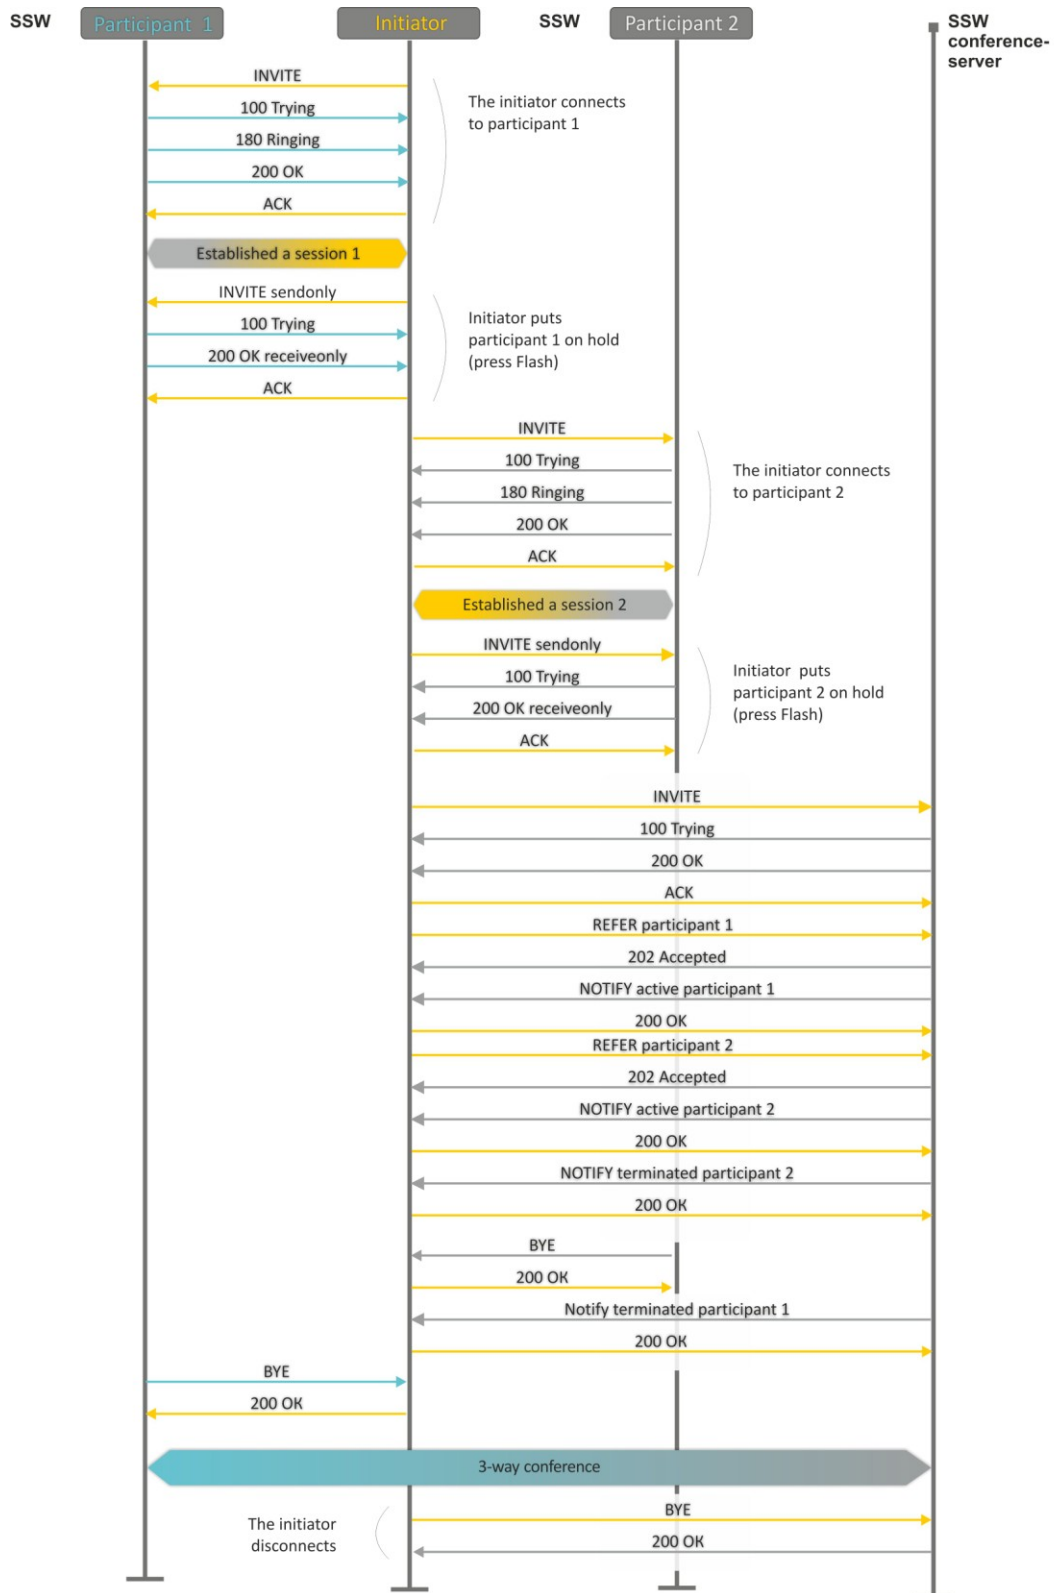 SSW
Participant 1
Initiator
SSW
Participant 2
SSW
conference-
server
INVITE
100 Trying
180 Ringing
200 OK
ACK
The initiator connects
to participant 1
Established a session 1
INVITE sendonly
100 Trying
200 OK receiveonly
ACK
Initiator puts
participant 1 on hold
(press Flash)
INVITE
100 Trying
180 Ringing
200 OK
ACK
The initiator connects
to participant 2
Established a session 2
INVITE sendonly
100 Trying
200 OK receiveonly
ACK
Initiator puts
participant 2 on hold
(press Flash)
INVITE
100 Trying
200 OK
ACK
REFER participant 1
202 Accepted
NOTIFY active participant 1
200 OK
REFER participant 2
202 Accepted
NOTIFY active participant 2
200 OK
NOTIFY terminated participant 2
200 OK
BYE
200 OK
Notify terminated participant 1
200 OK
BYE
200 OK
3-way conference
The initiator
disconnects
BYE
200 OK